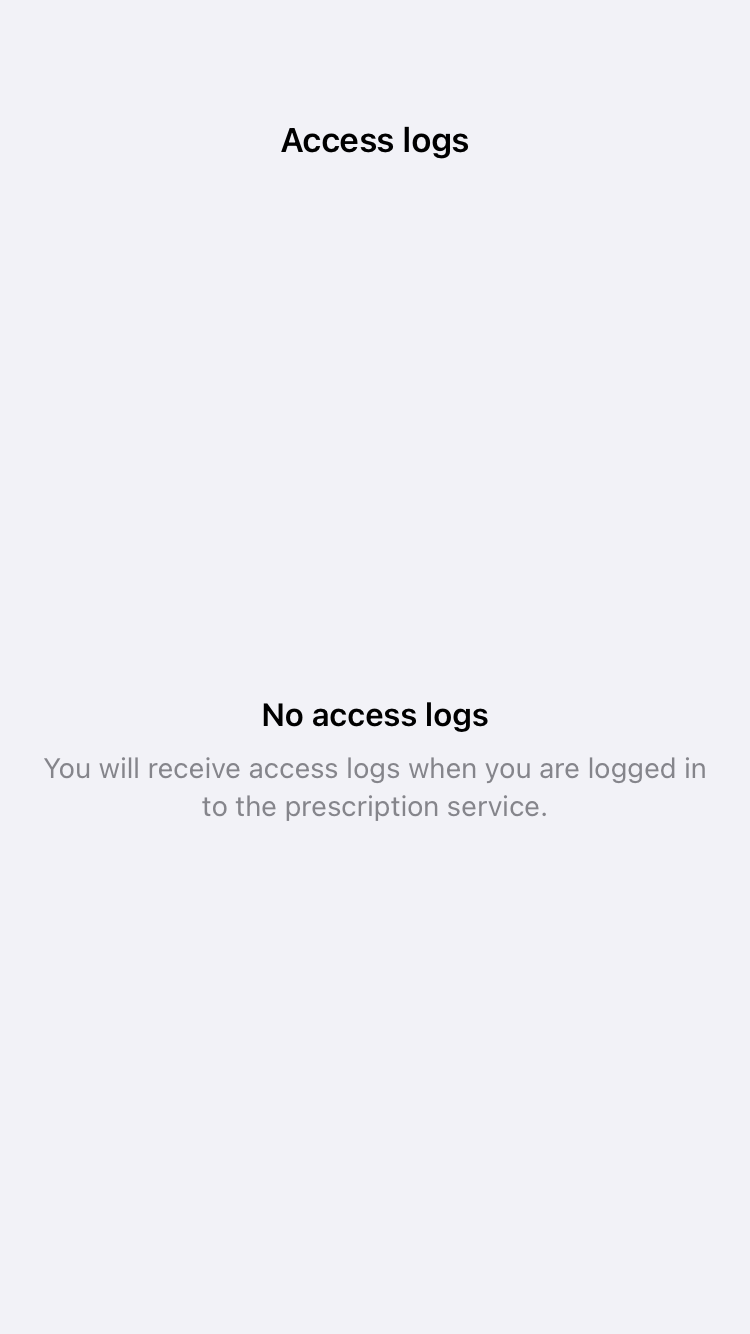 Access logs
No access logs
You will receive access logs when you are logged in
to the prescription service.